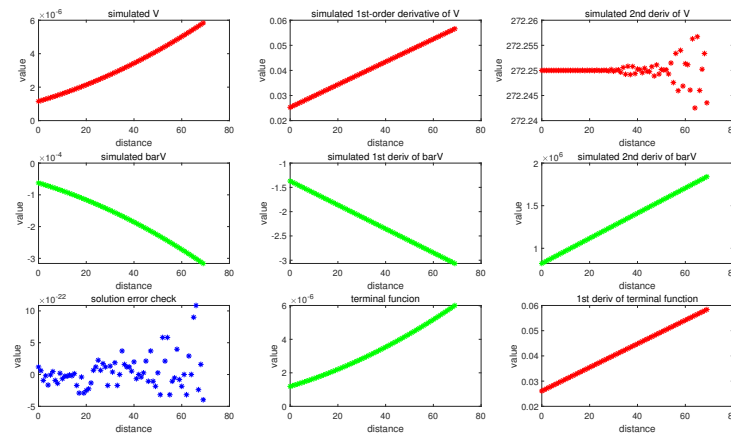 simulated V
×10-6
6
4
2
0
value
0 20 40 60 80
distance
simulated 1st-order derivative of V
0.06
0.05
0.04
0.03
0.02
value
0 20 40 60 80
distance
simulated 2nd deriv of V
272.26
272.255
272.25
272.245
272.24
value
0 20 40 60 80
distance
simulated barV
×10-4
0
-1
-2
-3
value
0 20 40 60 80
distance
simulated 1st deriv of barV
-1
-1.5
-2
-2.5
-3
value
0 20 40 60 80
distance
simulated 2nd deriv of barV
×106
2
1.5
1
value
0 20 40 60 80
distance
solution error check
×10-22
10
5
0
-5
value
0 20 40 60 80
distance
terminal funcion
×10-6
6
4
2
0
value
0 20 40 60 80
distance
1st deriv of terminal function
0.06
0.05
0.04
0.03
0.02
value
0 20 40 60 80
distance